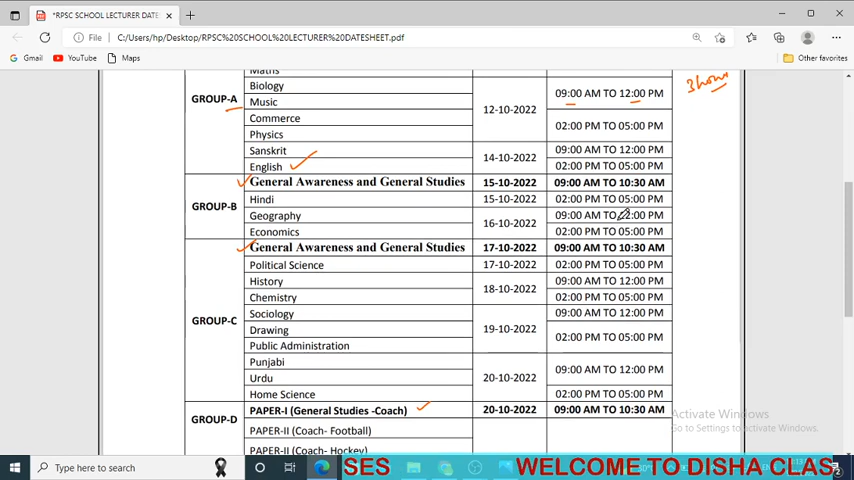 *RPSC SCHOOL LECTURER DATES
File
C:/Users/hp/Desktop/RPSC%20SCHOOL%20LECTURER%20DATESHEET.pdf
Gmail
YouTube
Maps
Other favorites
Maths
GROUP-A
Biology
Music
12-10-2022
09:00 AM TO 12:00 PM
3 hours
Commerce
Physics
02:00 PM TO 05:00 PM
Sanskrit
14-10-2022
09:00 AM TO 12:00 PM
English
02:00 PM TO 05:00 PM
GROUP-B
General Awareness and General Studies 15-10-2022 09:00 AM TO 10:30 AM
Hindi 15-10-2022 02:00 PM TO 05:00 PM
Geography 16-10-2022 09:00 AM TO 12:00 PM
Economics 02:00 PM TO 05:00 PM
GROUP-C
General Awareness and General Studies 17-10-2022 09:00 AM TO 10:30 AM
Political Science 17-10-2022 02:00 PM TO 05:00 PM
History 18-10-2022 09:00 AM TO 12:00 PM
Chemistry 02:00 PM TO 05:00 PM
Sociology 19-10-2022 09:00 AM TO 12:00 PM
Drawing
Public Administration
02:00 PM TO 05:00 PM
Punjabi
Urdu
20-10-2022
09:00 AM TO 12:00 PM
Home Science 02:00 PM TO 05:00 PM
GROUP-D
PAPER-I (General Studies -Coach) 20-10-2022 09:00 AM TO 10:30 AM
PAPER-II (Coach- Football)
PAPER-II (Coach- Hockey)
Activate Windows
Go to Settings to activate Windows.
Type here to search
SES WELCOME TO DISHA CLAS